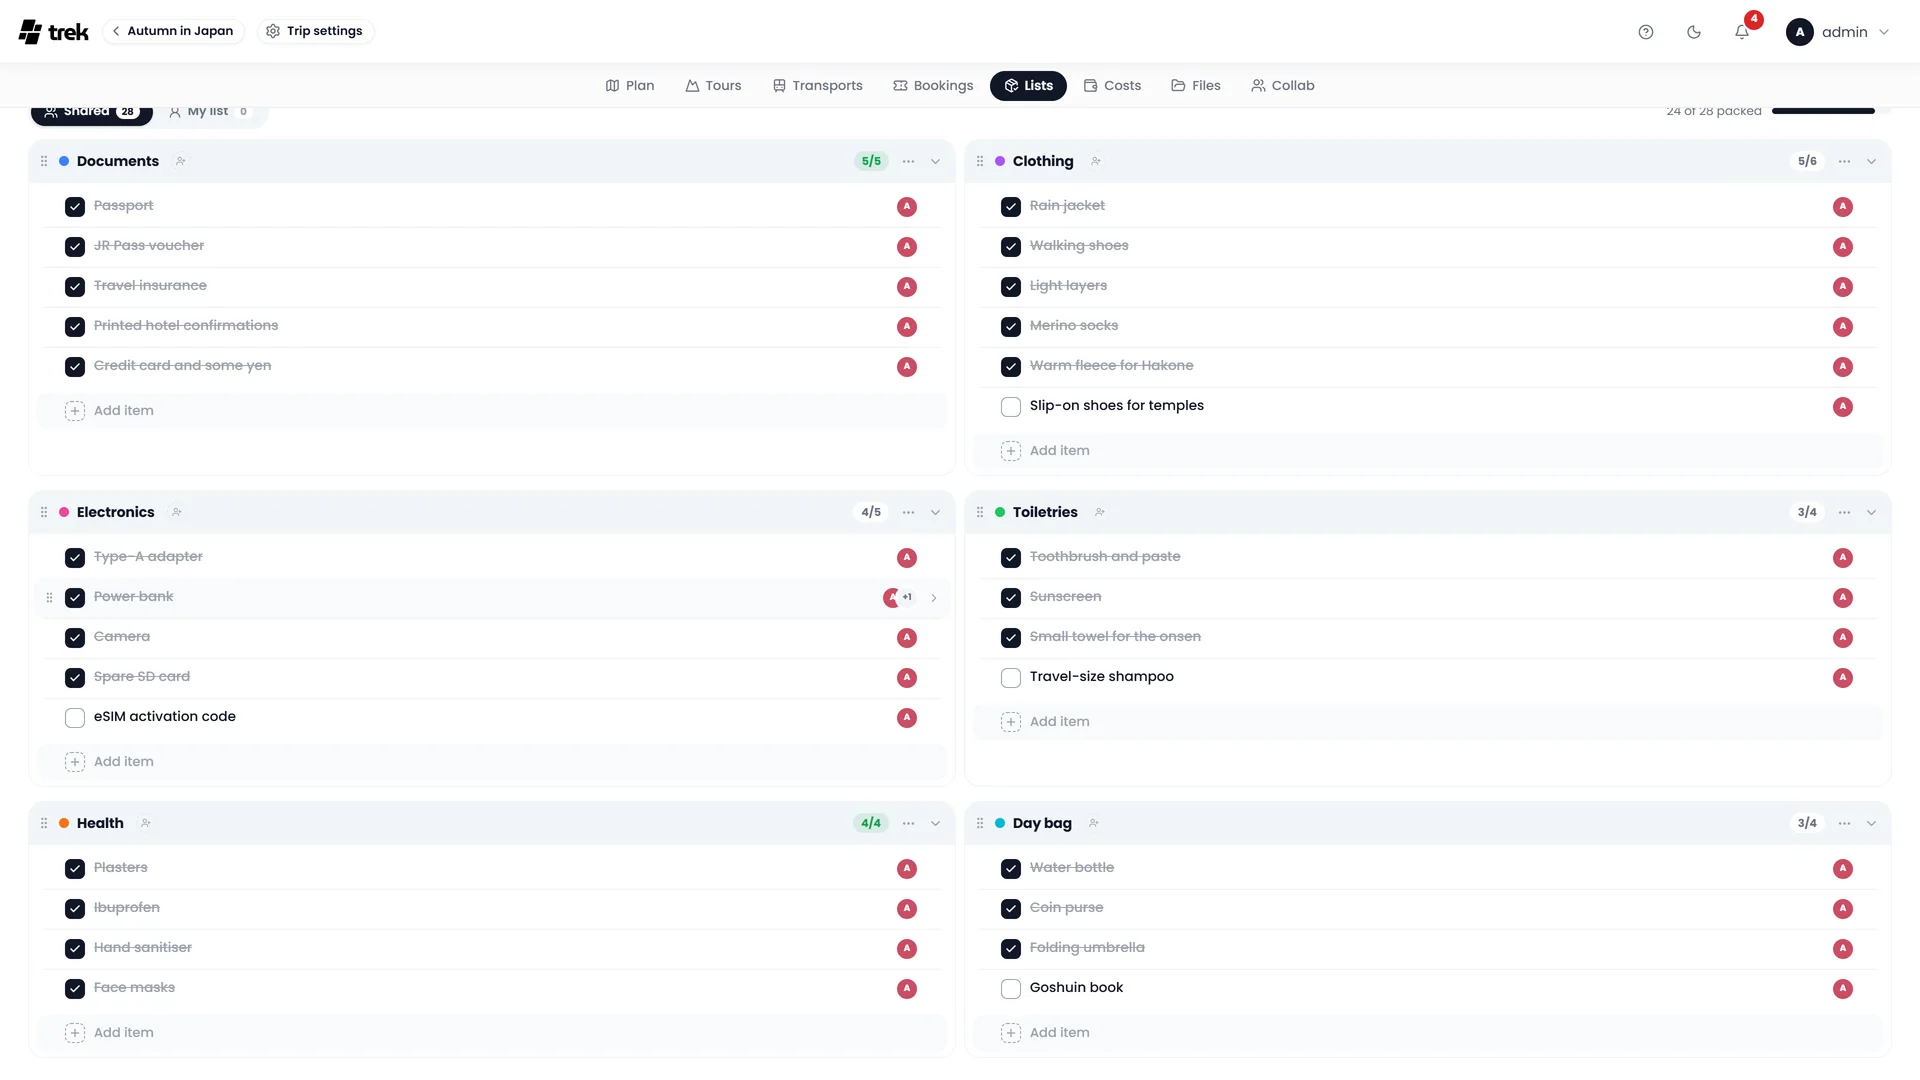 trek
Autumn in Japan
Trip settings
4
A
admin
Plan
Tours
Transports
Bookings
Lists
Costs
Files
Collab
Shared 28
My list 0
24 of 28 packed
Documents
5/5
Passport A
JR Pass voucher A
Travel insurance A
Printed hotel confirmations A
Credit card and some yen A
Add item
Clothing
5/6
Rain jacket A
Walking shoes A
Light layers A
Merino socks A
Warm fleece for Hakone A
Slip-on shoes for temples A
Add item
Electronics
4/5
Type-A adapter A
Power bank A +1
Camera A
Spare SD card A
eSIM activation code A
Add item
Toiletries
3/4
Toothbrush and paste A
Sunscreen A
Small towel for the onsen A
Travel-size shampoo A
Add item
Health
4/4
Plasters A
Ibuprofen A
Hand sanitiser A
Face masks A
Add item
Day bag
3/4
Water bottle A
Coin purse A
Folding umbrella A
Goshuin book A
Add item